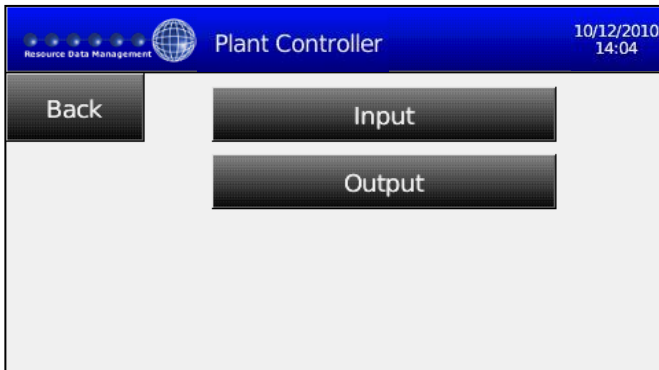 Resource Data Management
Plant Controller
10/12/2010
14:04
Back
Input
Output